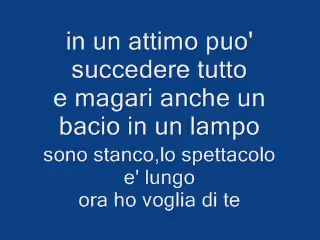 in un attimo puo'
succedere tutto
e magari anche un
bacio in un lampo
sono stanco,lo spettacolo
e' lungo
ora ho voglia di te